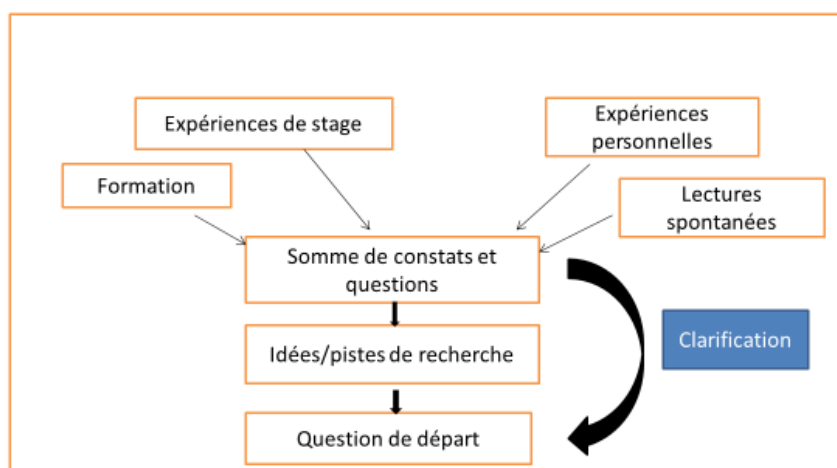 Expériences de stage
Expériences
personnelles
Formation
Lectures
spontanées
Somme de constats et
questions
Idées/pistes de recherche
Clarification
Question de départ